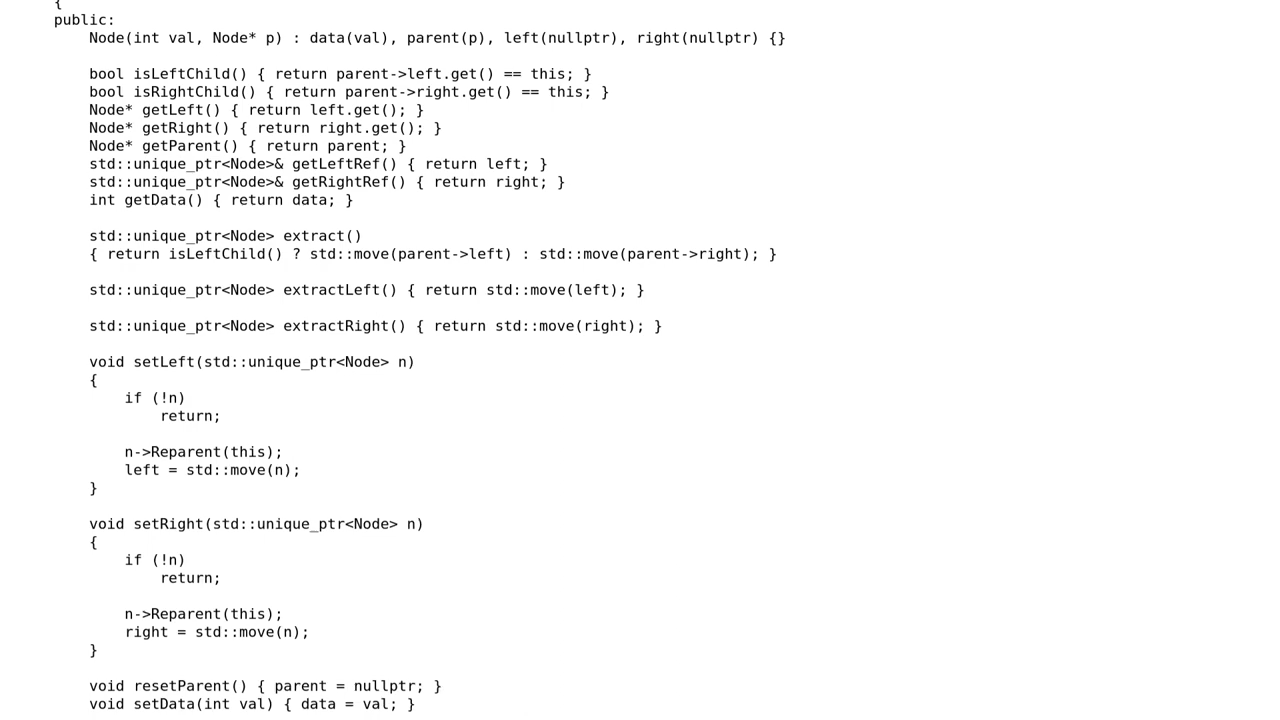 {
public:
    Node(int val, Node* p) : data(val), parent(p), left(nullptr), right(nullptr) {}

    bool isLeftChild() { return parent->left.get() == this; }
    bool isRightChild() { return parent->right.get() == this; }
    Node* getLeft() { return left.get(); }
    Node* getRight() { return right.get(); }
    Node* getParent() { return parent; }
    std::unique_ptr<Node>& getLeftRef() { return left; }
    std::unique_ptr<Node>& getRightRef() { return right; }
    int getData() { return data; }

    std::unique_ptr<Node> extract()
    { return isLeftChild() ? std::move(parent->left) : std::move(parent->right); }

    std::unique_ptr<Node> extractLeft() { return std::move(left); }

    std::unique_ptr<Node> extractRight() { return std::move(right); }

    void setLeft(std::unique_ptr<Node> n)
    {
        if (!n)
            return;

        n->Reparent(this);
        left = std::move(n);
    }

    void setRight(std::unique_ptr<Node> n)
    {
        if (!n)
            return;

        n->Reparent(this);
        right = std::move(n);
    }

    void resetParent() { parent = nullptr; }
    void setData(int val) { data = val; }